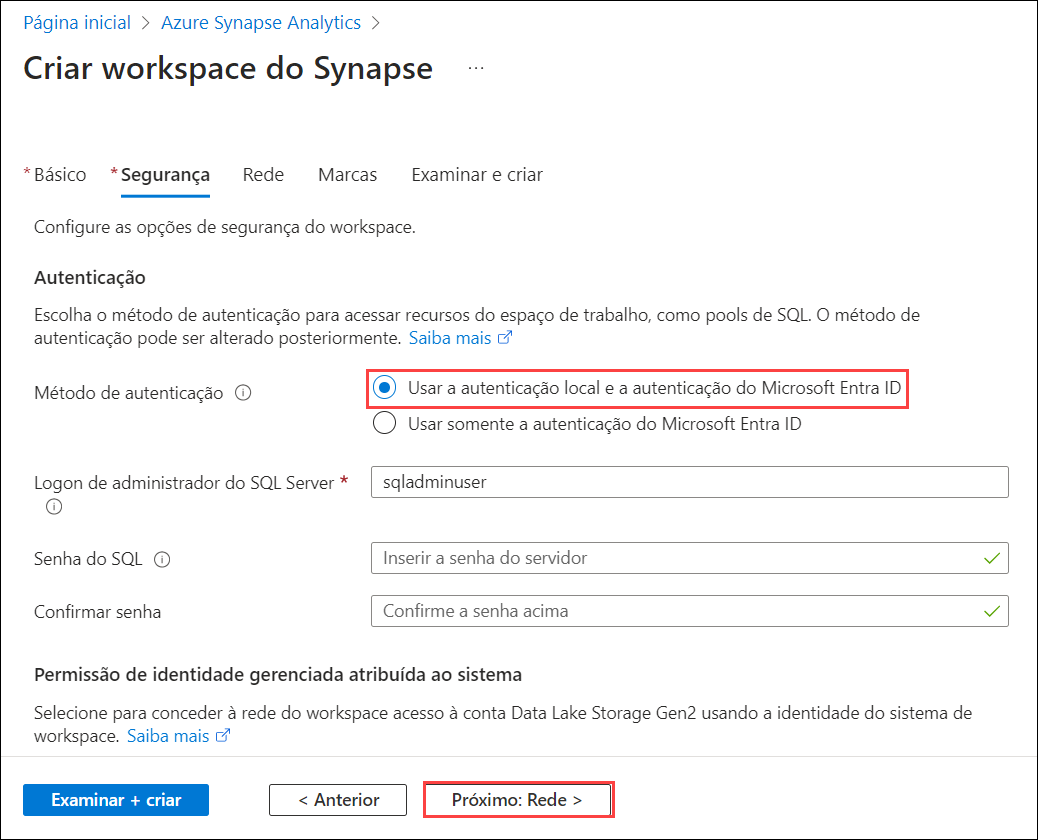 Página inicial > Azure Synapse Analytics >
Criar workspace do Synapse ...
* Básico * Segurança Rede Marcas Examinar e criar
Configure as opções de segurança do workspace.
Autenticação
Escolha o método de autenticação para acessar recursos do espaço de trabalho, como pools de SQL. O método de
autenticação pode ser alterado posteriormente. Saiba mais
Método de autenticação
Usar a autenticação local e a autenticação do Microsoft Entra ID
Usar somente a autenticação do Microsoft Entra ID
Logon de administrador do SQL Server * sqladminuser
Senha do SQL Inserir a senha do servidor
Confirmar senha Confirme a senha acima
Permissão de identidade gerenciada atribuída ao sistema
Selecione para conceder à rede do workspace acesso à conta Data Lake Storage Gen2 usando a identidade do sistema de
workspace. Saiba mais
Examinar + criar < Anterior Próximo: Rede >